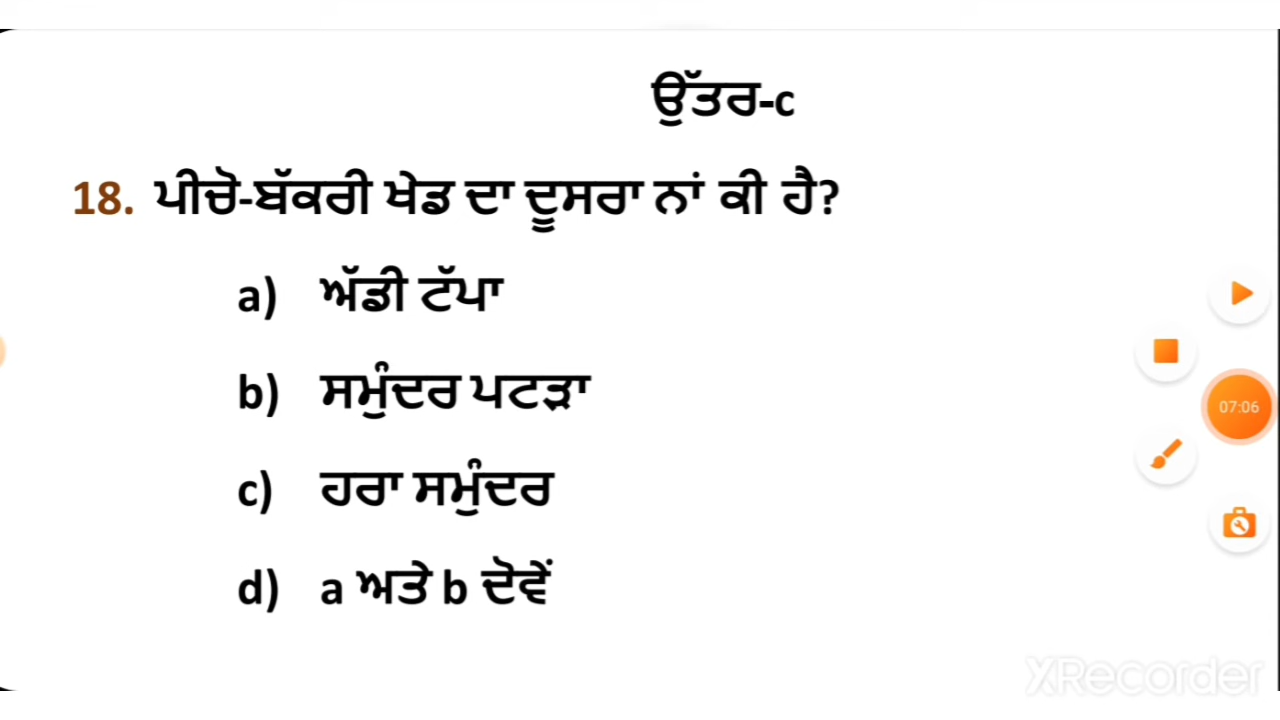 ਉੱਤਰ-c
18. ਪੀਚੋ-ਬੱਕਰੀ ਖੇਡ ਦਾ ਦੂਸਰਾ ਨਾਂ ਕੀ ਹੈ?
a) ਅੱਡੀ ਟੱਪਾ
b) ਸਮੁੰਦਰ ਪਟੜਾ
c) ਹਰਾ ਸਮੁੰਦਰ
d) a ਅਤੇ b ਦੋਵੇਂ
07:06
XRecorder